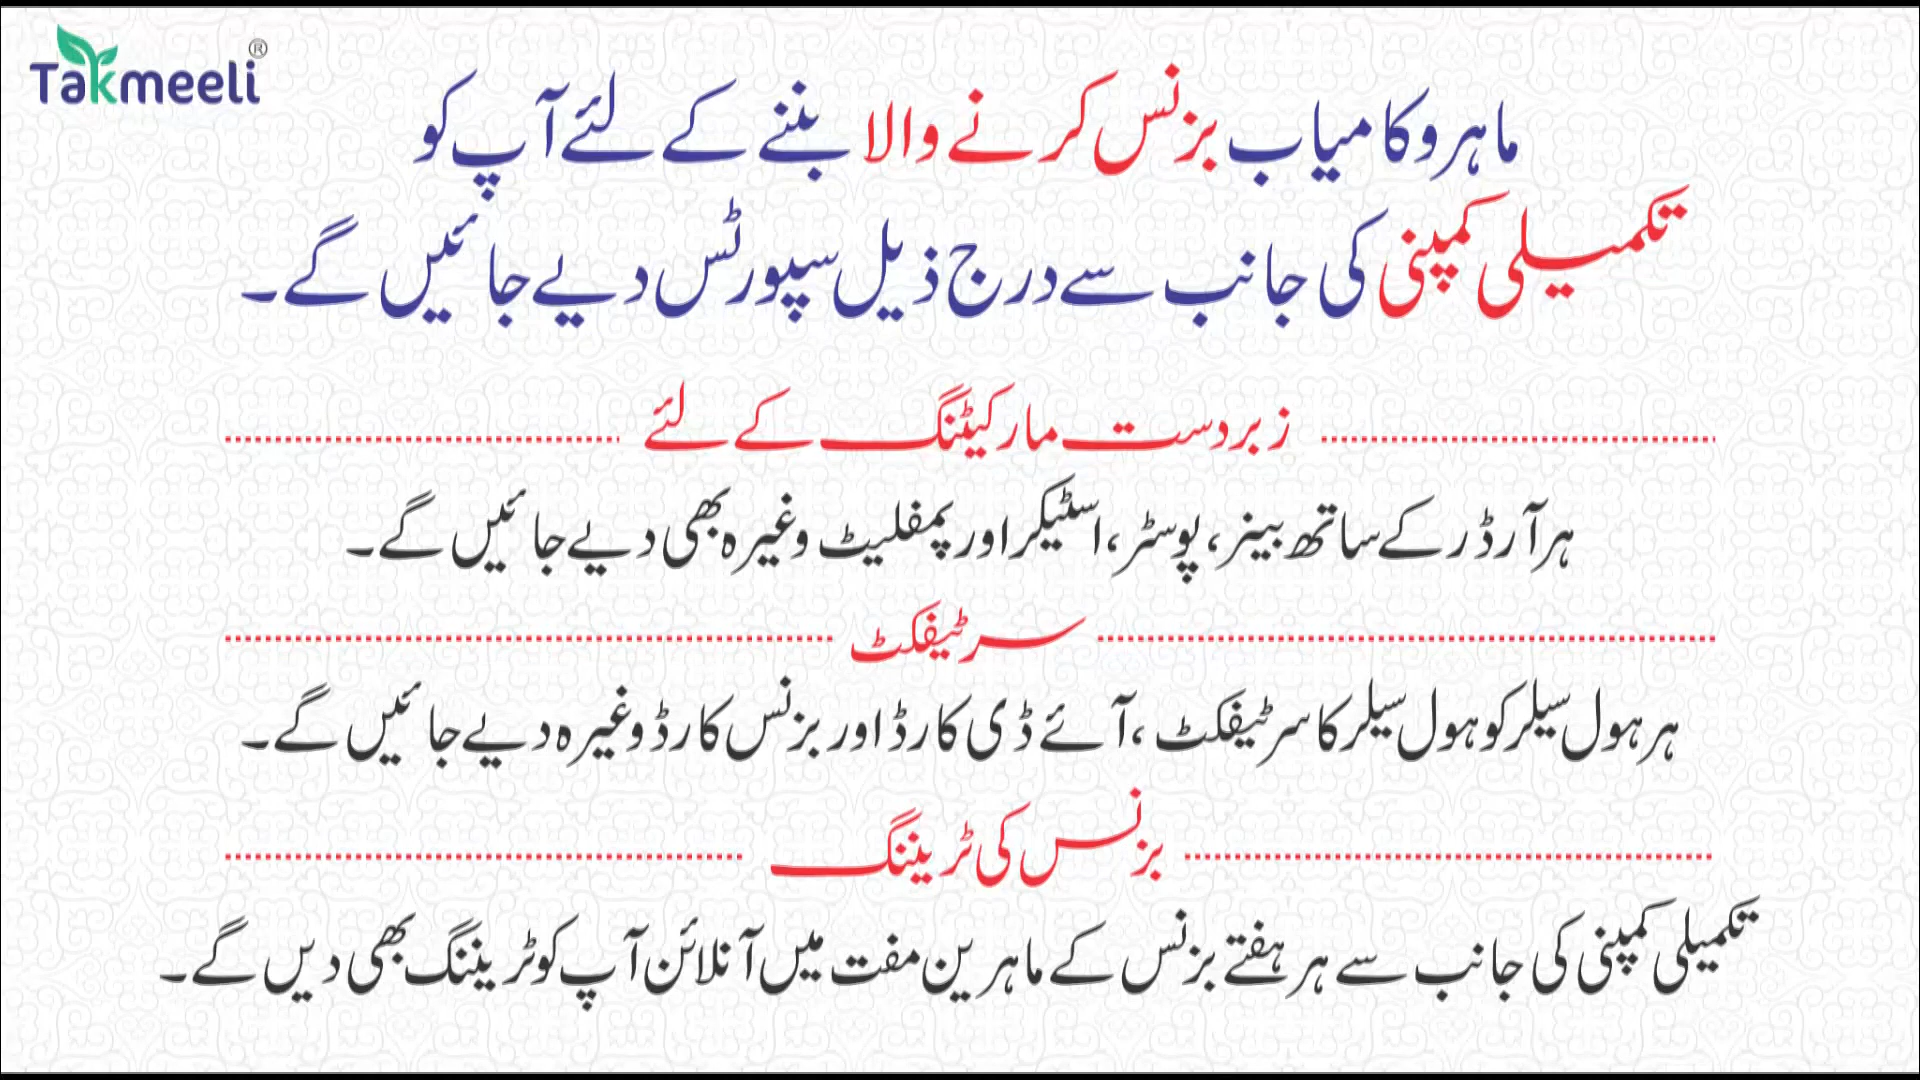 Takmeeli®
ماہر و کامیاب بزنس کرنے والا بننے کے لئے آپ کو
تکمیلی کمپنی کی جانب سے درج ذیل سپورٹس دیے جائیں گے۔
زبردست مارکیٹنگ کے لئے
ہر آرڈر کے ساتھ بینر، پوسٹر، اسٹیکر اور پمفلیٹ وغیرہ بھی دیے جائیں گے۔
سرٹیفکٹ
ہر ہول سیلر کو ہول سیلر کا سرٹیفکٹ، آئے ڈی کارڈ اور بزنس کارڈ وغیرہ دیے جائیں گے۔
بزنس کی ٹریننگ
تکمیلی کمپنی کی جانب سے ہر ہفتے بزنس کے ماہرین مفت میں آنلائن آپ کو ٹریننگ بھی دیں گے۔